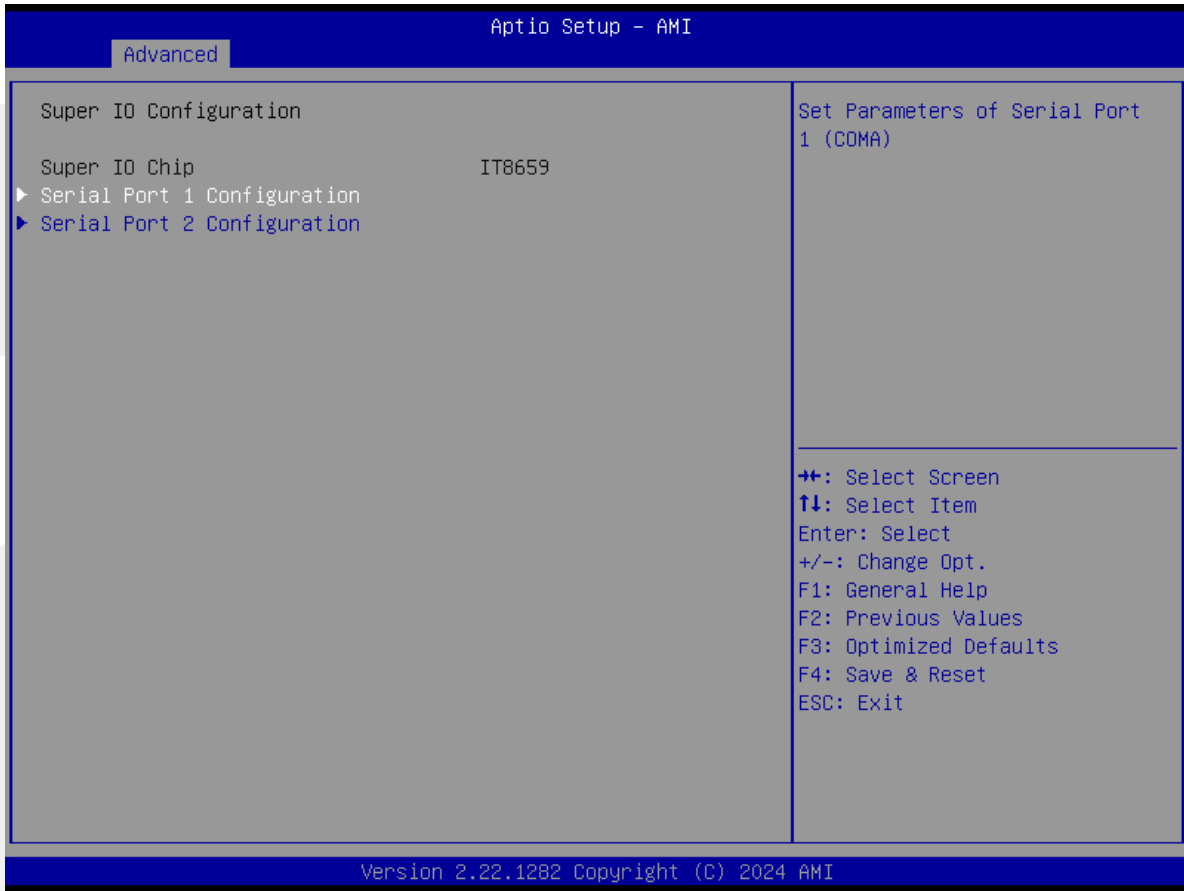 Aptio Setup – AMI
Advanced
Super IO Configuration
Super IO Chip IT8659
▶ Serial Port 1 Configuration
▶ Serial Port 2 Configuration
Set Parameters of Serial Port
1 (COMA)
→←: Select Screen
↑↓: Select Item
Enter: Select
+/-: Change Opt.
F1: General Help
F2: Previous Values
F3: Optimized Defaults
F4: Save & Reset
ESC: Exit
Version 2.22.1282 Copyright (C) 2024 AMI